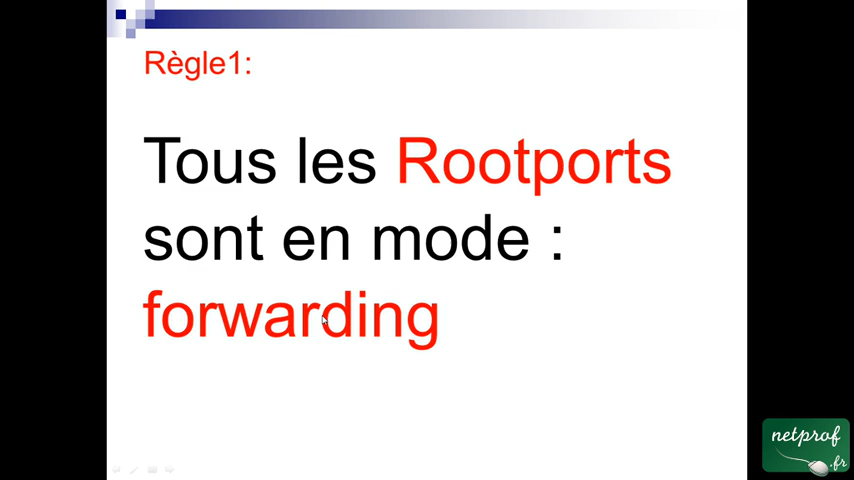 Règle1:
Tous les Rootports
sont en mode :
forwarding
netprof
.fr